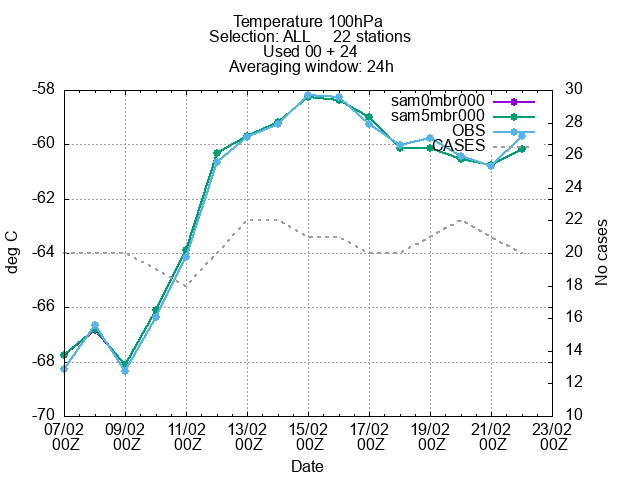 Temperature 100hPa
Selection: ALL 22 stations
Used 00 + 24
Averaging window: 24h
sam0mbr000
sam5mbr000
OBS
CASES
-58
-60
-62
-64
-66
-68
-70
deg C
30
28
26
24
22
20
18
16
14
12
10
No cases
07/02 09/02 11/02 13/02 15/02 17/02 19/02 21/02 23/02
00Z 00Z 00Z 00Z 00Z 00Z 00Z 00Z 00Z
Date